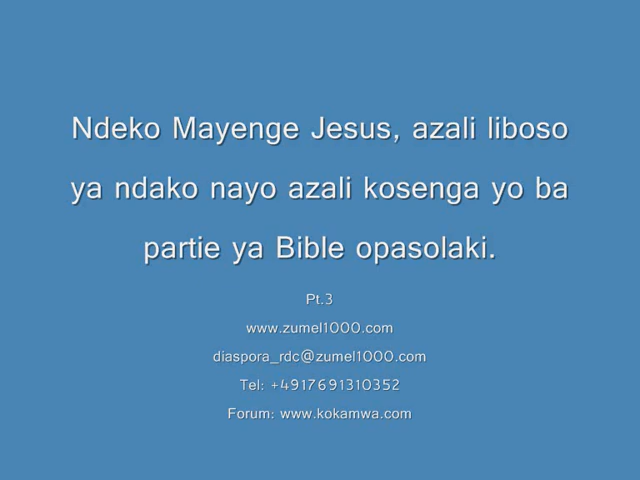 Ndeko Mayenge Jesus, azali liboso
ya ndako nayo azali kosenga yo ba
partie ya Bible opasolaki.
Pt.3
www.zumel1000.com
diaspora_rdc@zumel1000.com
Tel: +4917691310352
Forum: www.kokamwa.com